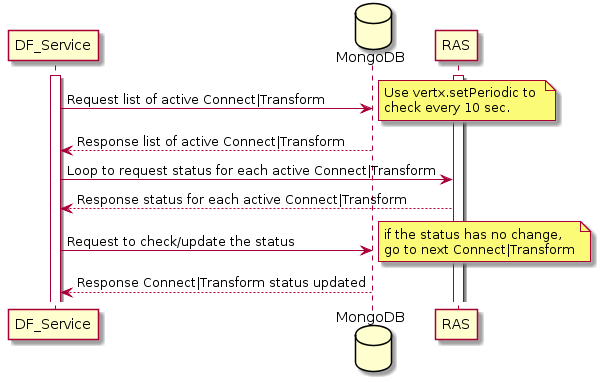 DF_Service
MongoDB
RAS
Request list of active Connect|Transform
Use vertx.setPeriodic to
check every 10 sec.
Response list of active Connect|Transform
Loop to request status for each active Connect|Transform
Response status for each active Connect|Transform
Request to check/update the status
if the status has no change,
go to next Connect|Transform
Response Connect|Transform status updated
DF_Service
MongoDB
RAS